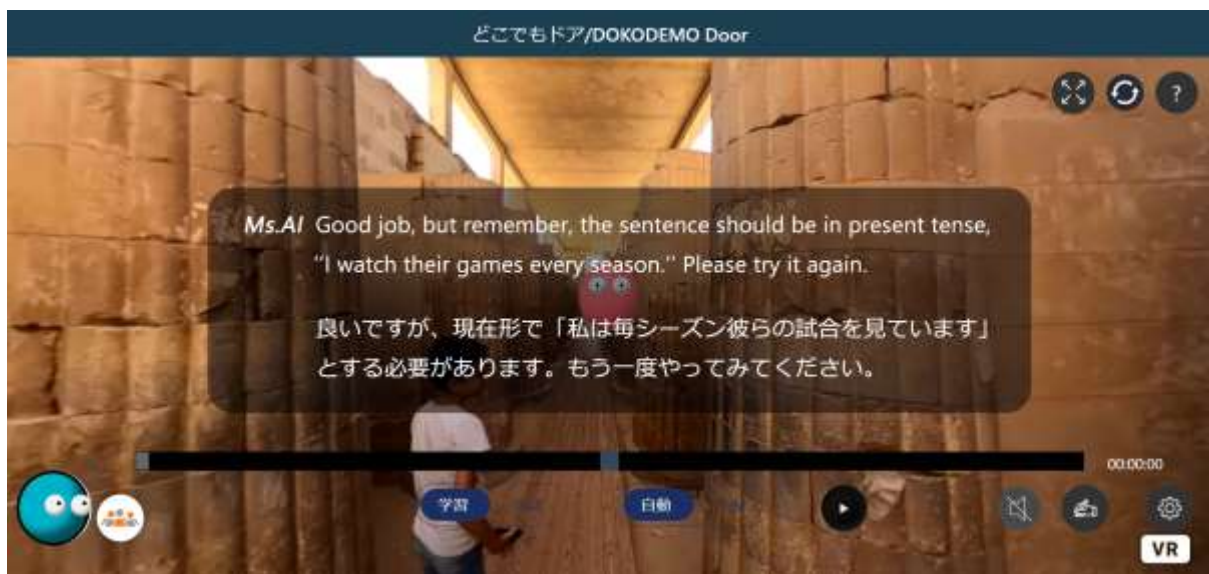 どこでもドア/DOKODEMO Door
?
Ms.AI Good job, but remember, the sentence should be in present tense,
"I watch their games every season." Please try it again.
良いですが、現在形で「私は毎シーズン彼らの試合を見ています」
とする必要があります。もう一度やってみてください。
00:00:00
学習
自動
VR